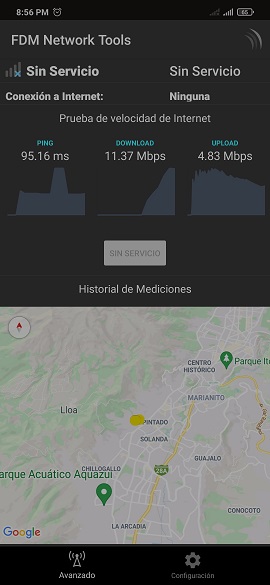 8:56 PM
65
FDM Network Tools
Sin Servicio Sin Servicio
Conexión a Internet: Ninguna
Prueba de velocidad de Internet
PING DOWNLOAD UPLOAD
95.16 ms 11.37 Mbps 4.83 Mbps
SIN SERVICIO
Historial de Mediciones
CENTRO
HISTÓRICO
Parque It
MARIANITO
Lloa
PINTADO
SOLANDA
GUAJALO
CHILLOGALLO
Parque Acuático Aquazul
CONOCOTO
LA ARCADIA
Google
Avanzado Configuración